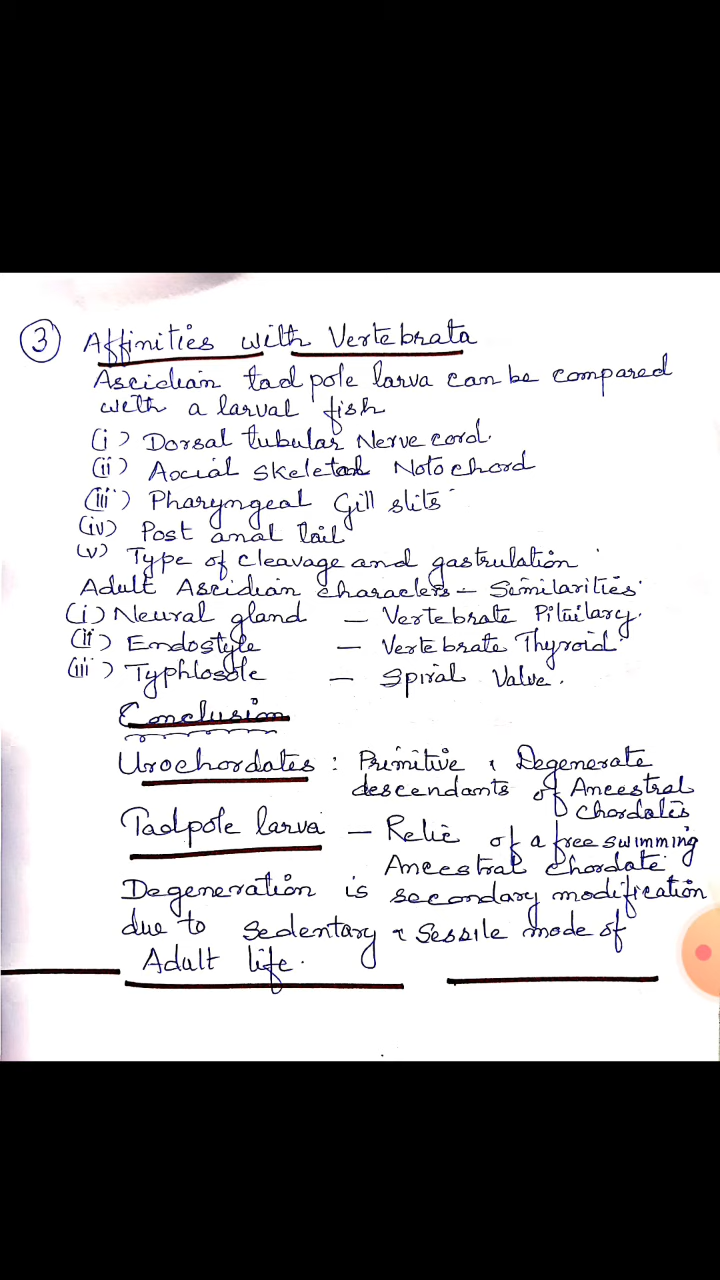 ③ Affinities with Vertebrata
Ascidian tadpole larva can be compared
with a larval fish
(i) Dorsal tubular Nerve cord.
(ii) Axial skeletal Notochord
(iii) Pharyngeal Gill slits
(iv) Post anal tail
(v) Type of cleavage and gastrulation
Adult Ascidian characters - Similarities
(i) Neural gland - Vertebrate Pituitary.
(ii) Endostyle - Vertebrate Thyroid
(iii) Typhlosole - Spiral Valve.
Conclusion
Urochordates : Primitive & Degenerate
descendants of Ancestral
Chordates
Tadpole larva - Relic of a free swimming
Ancestral Chordate
Degeneration is secondary modification
due to Sedentary & Sessile mode of
Adult life.